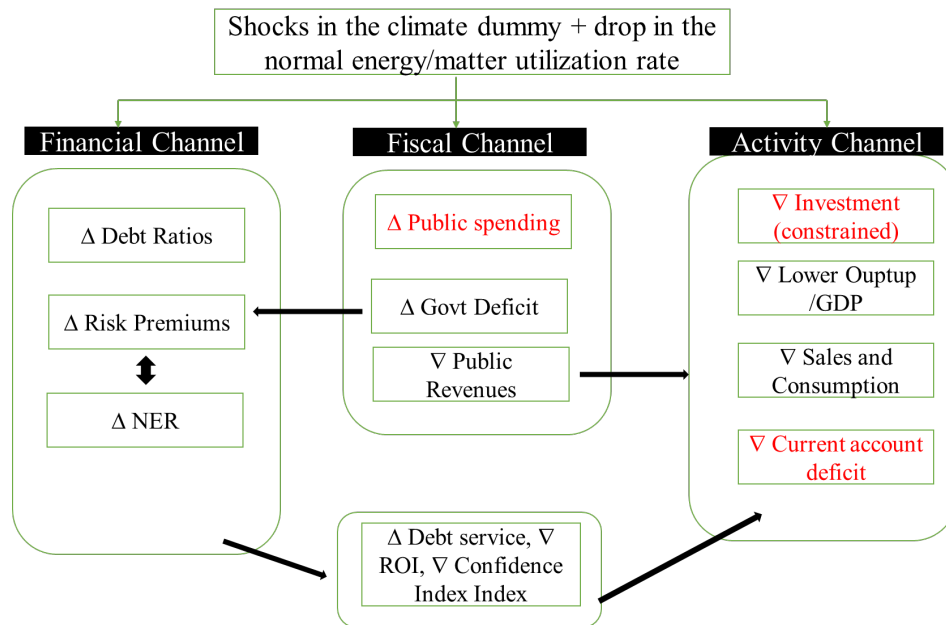 Shocks in the climate dummy + drop in the
normal energy/matter utilization rate
Financial Channel
Fiscal Channel
Activity Channel
Δ Debt Ratios
Δ Risk Premiums
Δ NER
Δ Public spending
Δ Govt Deficit
∇ Public
Revenues
∇ Investment
(constrained)
∇ Lower Ouptup
/GDP
∇ Sales and
Consumption
∇ Current account
deficit
Δ Debt service, ∇
ROI, ∇ Confidence
Index Index